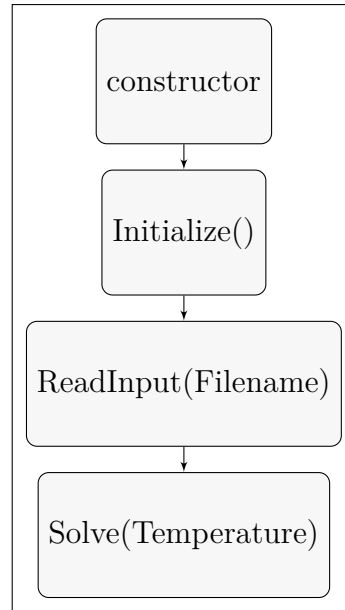 constructor
Initialize()
ReadInput(Filename)
Solve(Temperature)